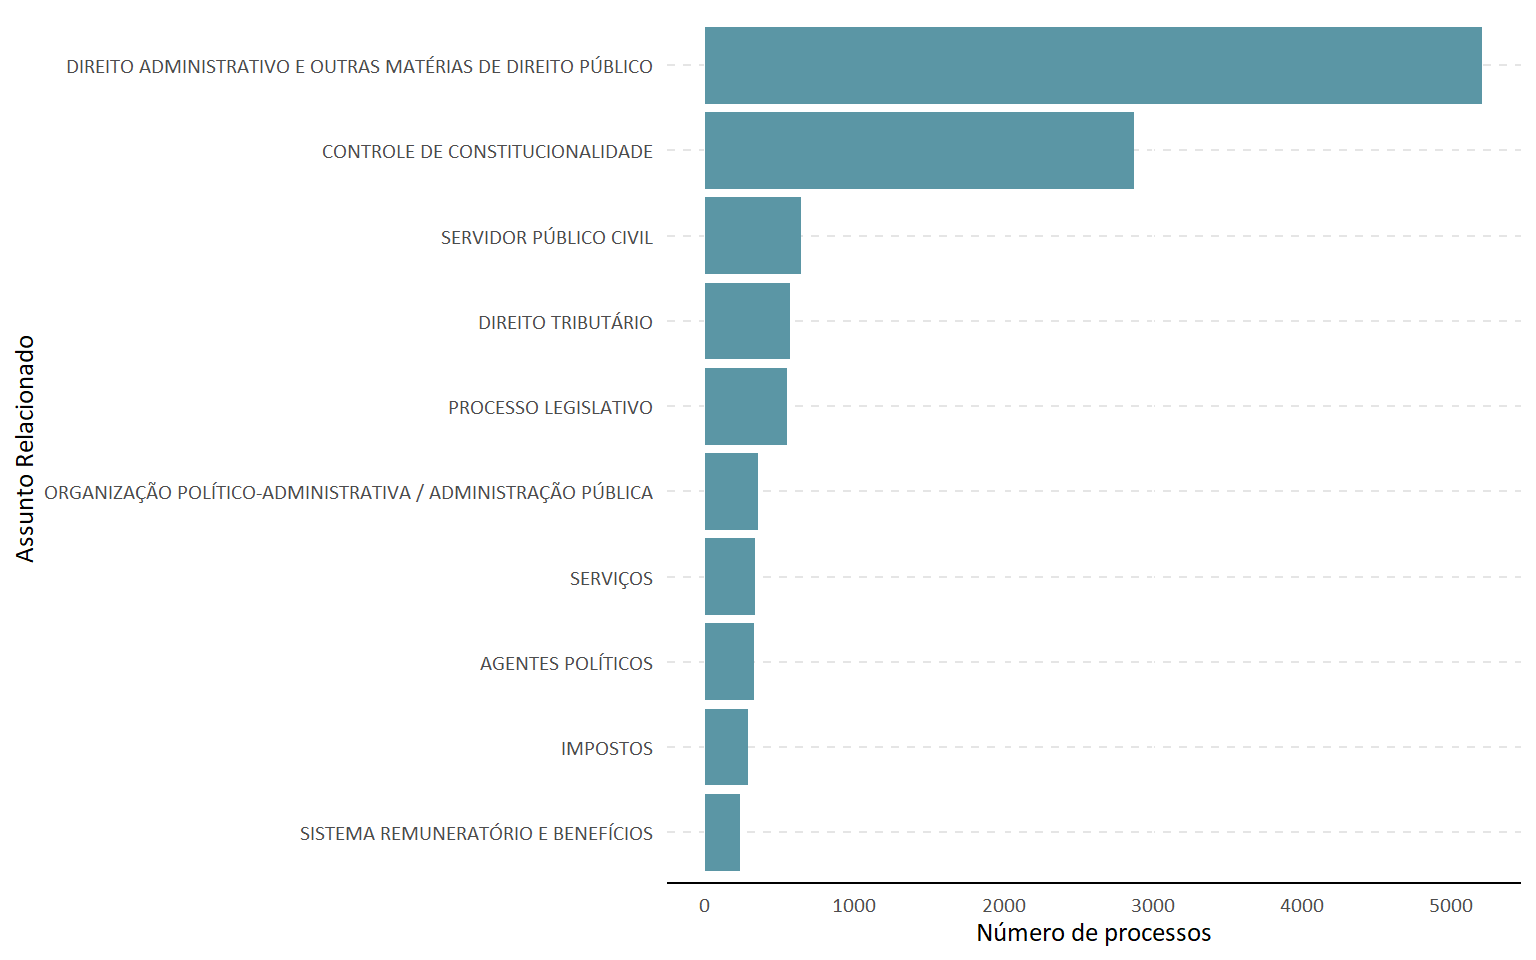 DIREITO ADMINISTRATIVO E OUTRAS MATÉRIAS DE DIREITO PÚBLICO
CONTROLE DE CONSTITUCIONALIDADE
SERVIDOR PÚBLICO CIVIL
DIREITO TRIBUTÁRIO
PROCESSO LEGISLATIVO
ORGANIZAÇÃO POLÍTICO-ADMINISTRATIVA / ADMINISTRAÇÃO PÚBLICA
SERVIÇOS
AGENTES POLÍTICOS
IMPOSTOS
SISTEMA REMUNERATÓRIO E BENEFÍCIOS
Assunto Relacionado
0 1000 2000 3000 4000 5000
Número de processos